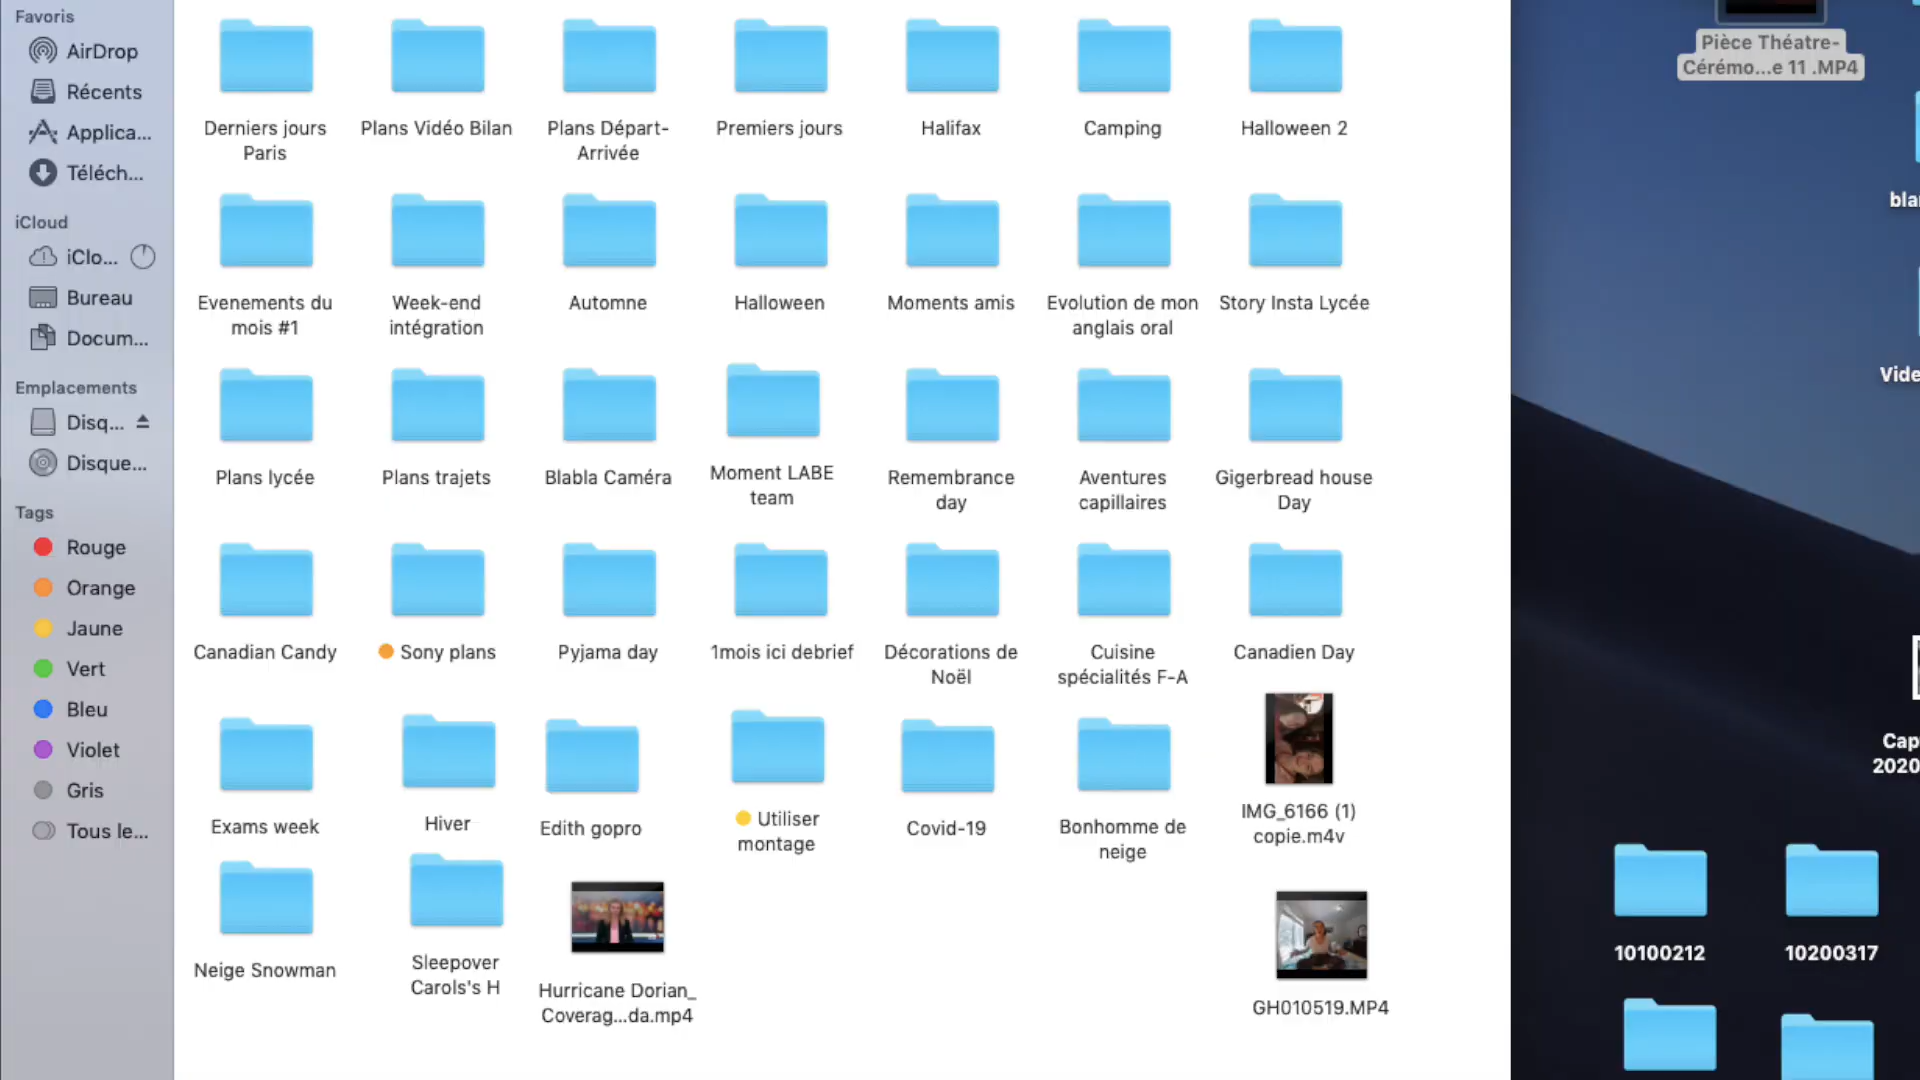 Favoris
AirDrop
Récents
Applica...
Téléch...
iCloud
iClo...
Bureau
Docum...
Emplacements
Disq...
Disque...
Tags
Rouge
Orange
Jaune
Vert
Bleu
Violet
Gris
Tous le...
Derniers jours
Paris
Plans Vidéo Bilan
Plans Départ-
Arrivée
Premiers jours
Halifax
Camping
Halloween 2
Evenements du
mois #1
Week-end
intégration
Automne
Halloween
Moments amis
Evolution de mon
anglais oral
Story Insta Lycée
Plans lycée
Plans trajets
Blabla Caméra
Moment LABE
team
Remembrance
day
Aventures
capillaires
Gigerbread house
Day
Canadian Candy
Sony plans
Pyjama day
1mois ici debrief
Décorations de
Noël
Cuisine
spécialités F-A
Canadien Day
Exams week
Hiver
Edith gopro
Utiliser
montage
Covid-19
Bonhomme de
neige
IMG_6166 (1)
copie.m4v
Neige Snowman
Sleepover
Carols's H
Hurricane Dorian_
Coverag...da.mp4
GH010519.MP4
Pièce Théatre-
Cérémo...e 11 .MP4
bla
Vide
Cap
2020
10100212
10200317